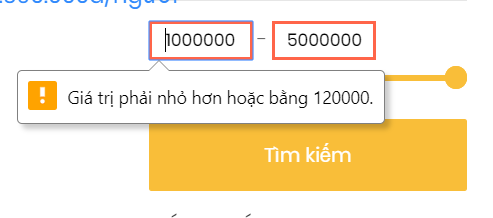 1000000 - 5000000
Giá trị phải nhỏ hơn hoặc bằng 120000.
Tìm kiếm